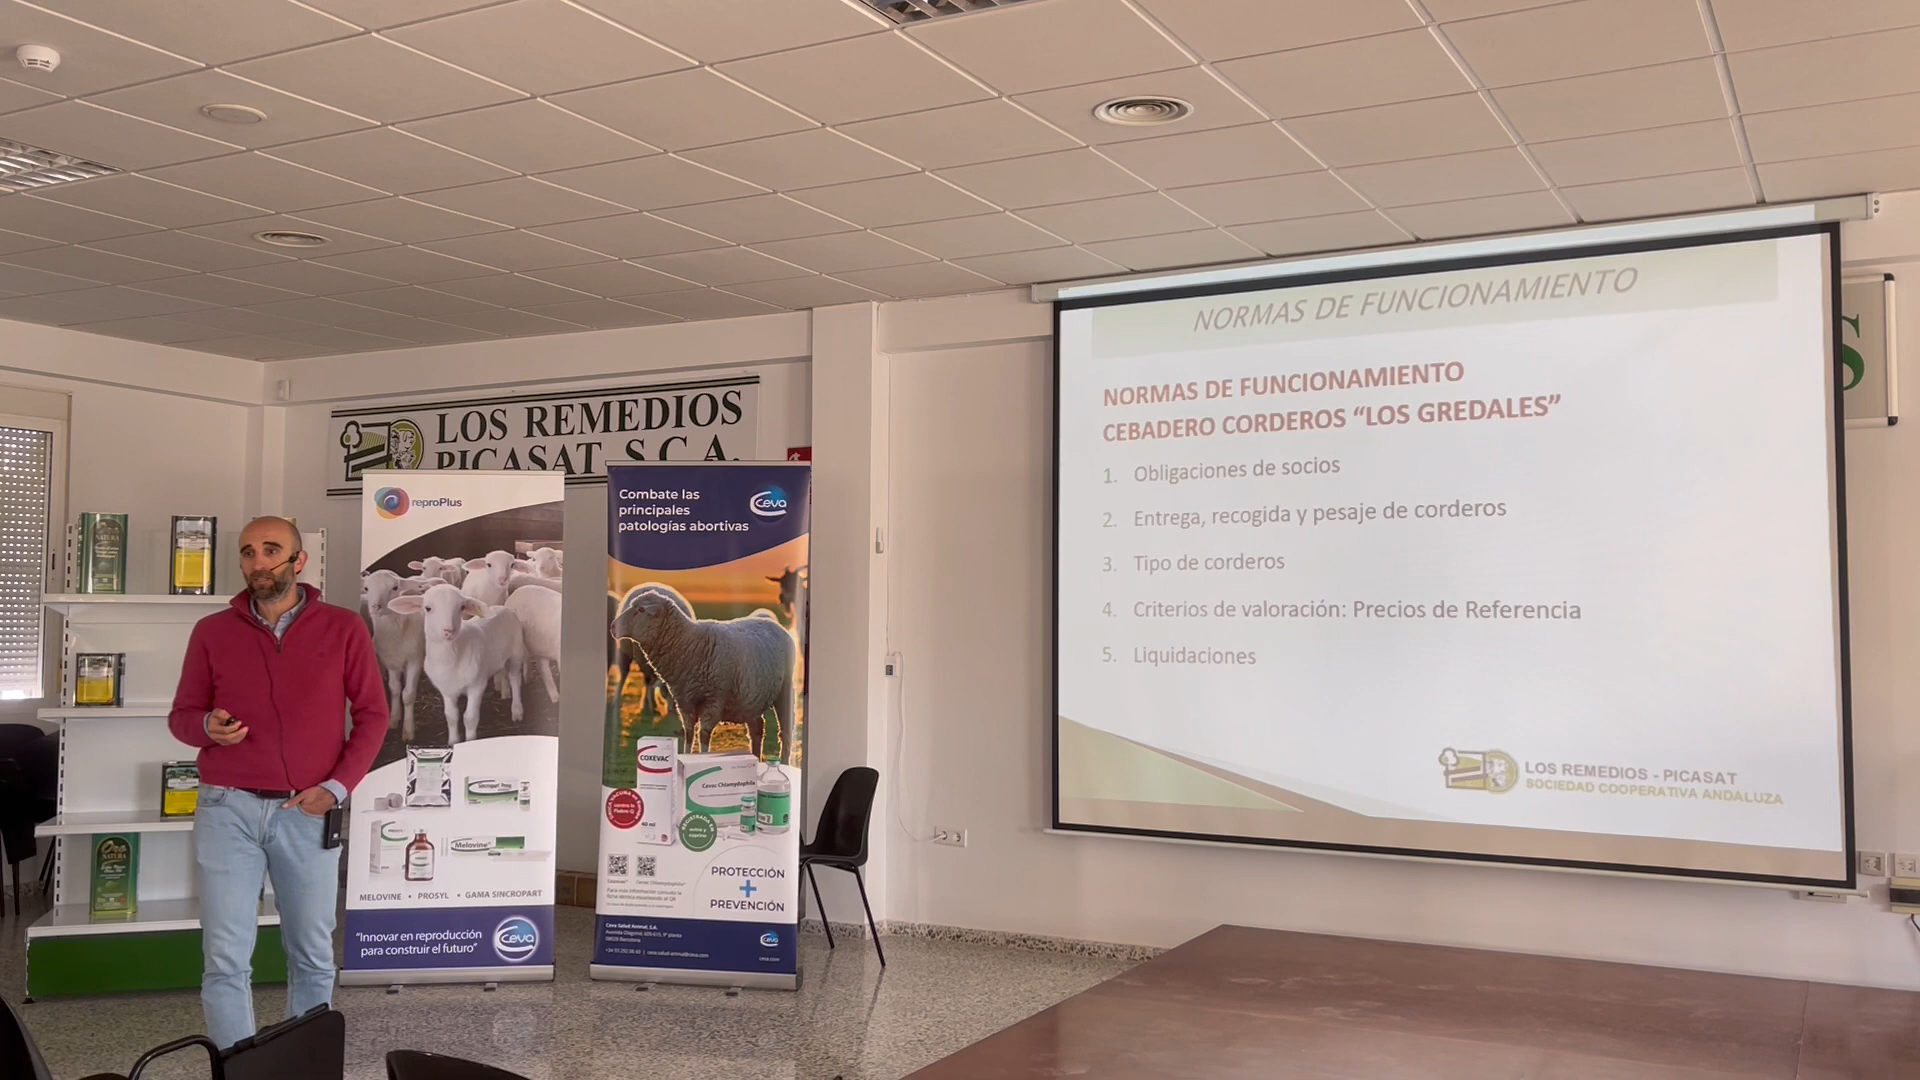 LOS REMEDIOS
PICASAT S.C.A.
reproPlus
MELOVINE • PROSYL • GAMA SINCROPART
“Innovar en reproducción
para construir el futuro”
Ceva
Combate las
principales
patologías abortivas
Ceva
COXEVAC
Cevac Chlamydophila
Melovine
PROTECCIÓN
+
PREVENCIÓN
Ceva Salud Animal, S.A.
ceva.com
Oro
NATURA
NORMAS DE FUNCIONAMIENTO
NORMAS DE FUNCIONAMIENTO
CEBADERO CORDEROS “LOS GREDALES”
1. Obligaciones de socios
2. Entrega, recogida y pesaje de corderos
3. Tipo de corderos
4. Criterios de valoración: Precios de Referencia
5. Liquidaciones
LOS REMEDIOS - PICASAT
SOCIEDAD COOPERATIVA ANDALUZA
S